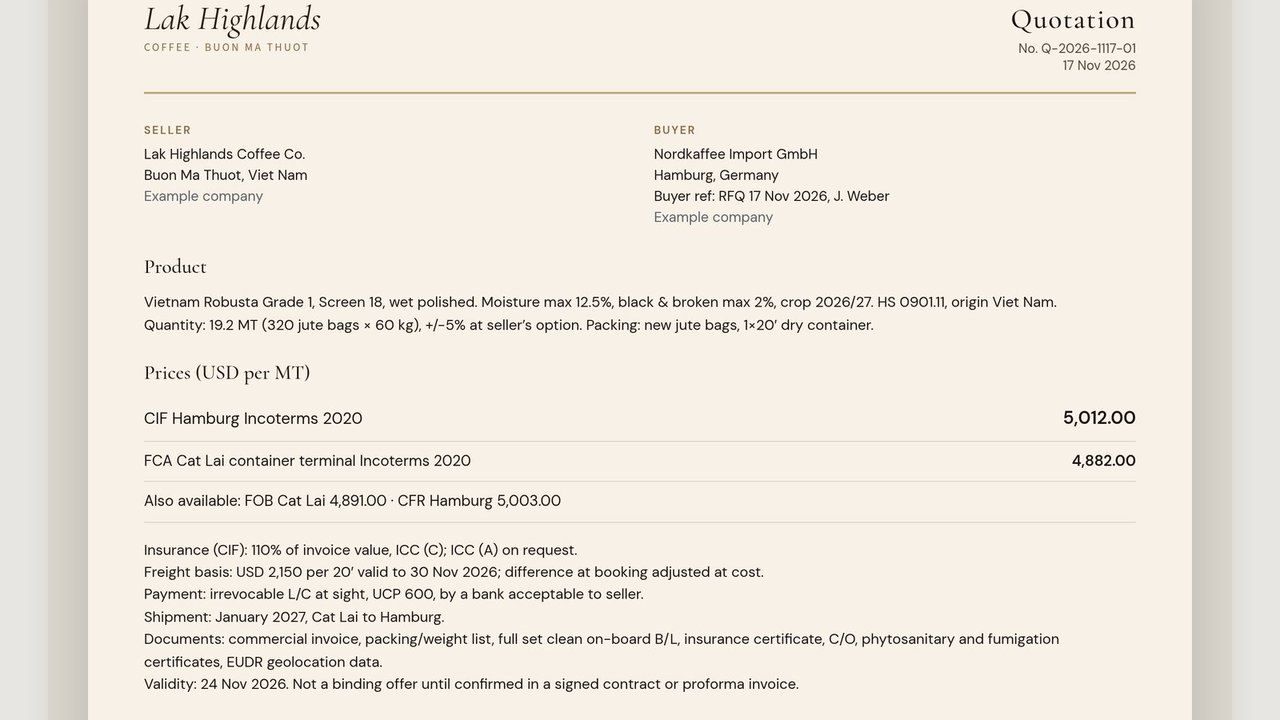 Lak Highlands
COFFEE · BUON MA THUOT
Quotation
No. Q-2026-1117-01
17 Nov 2026
SELLER
Lak Highlands Coffee Co.
Buon Ma Thuot, Viet Nam
Example company
BUYER
Nordkaffee Import GmbH
Hamburg, Germany
Buyer ref: RFQ 17 Nov 2026, J. Weber
Example company
Product
Vietnam Robusta Grade 1, Screen 18, wet polished. Moisture max 12.5%, black & broken max 2%, crop 2026/27. HS 0901.11, origin Viet Nam.
Quantity: 19.2 MT (320 jute bags × 60 kg), +/-5% at seller’s option. Packing: new jute bags, 1×20′ dry container.
Prices (USD per MT)
CIF Hamburg Incoterms 2020 5,012.00
FCA Cat Lai container terminal Incoterms 2020 4,882.00
Also available: FOB Cat Lai 4,891.00 · CFR Hamburg 5,003.00
Insurance (CIF): 110% of invoice value, ICC (C); ICC (A) on request.
Freight basis: USD 2,150 per 20′ valid to 30 Nov 2026; difference at booking adjusted at cost.
Payment: irrevocable L/C at sight, UCP 600, by a bank acceptable to seller.
Shipment: January 2027, Cat Lai to Hamburg.
Documents: commercial invoice, packing/weight list, full set clean on-board B/L, insurance certificate, C/O, phytosanitary and fumigation
certificates, EUDR geolocation data.
Validity: 24 Nov 2026. Not a binding offer until confirmed in a signed contract or proforma invoice.